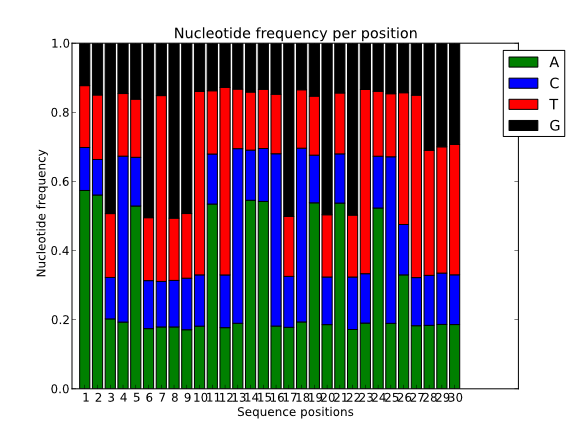 Nucleotide frequency per position
1.0
0.8
0.6
0.4
0.2
0.0
Nucleotide frequency
A
C
T
G
1 2 3 4 5 6 7 8 9 10 11 12 13 14 15 16 17 18 19 20 21 22 23 24 25 26 27 28 29 30
Sequence positions